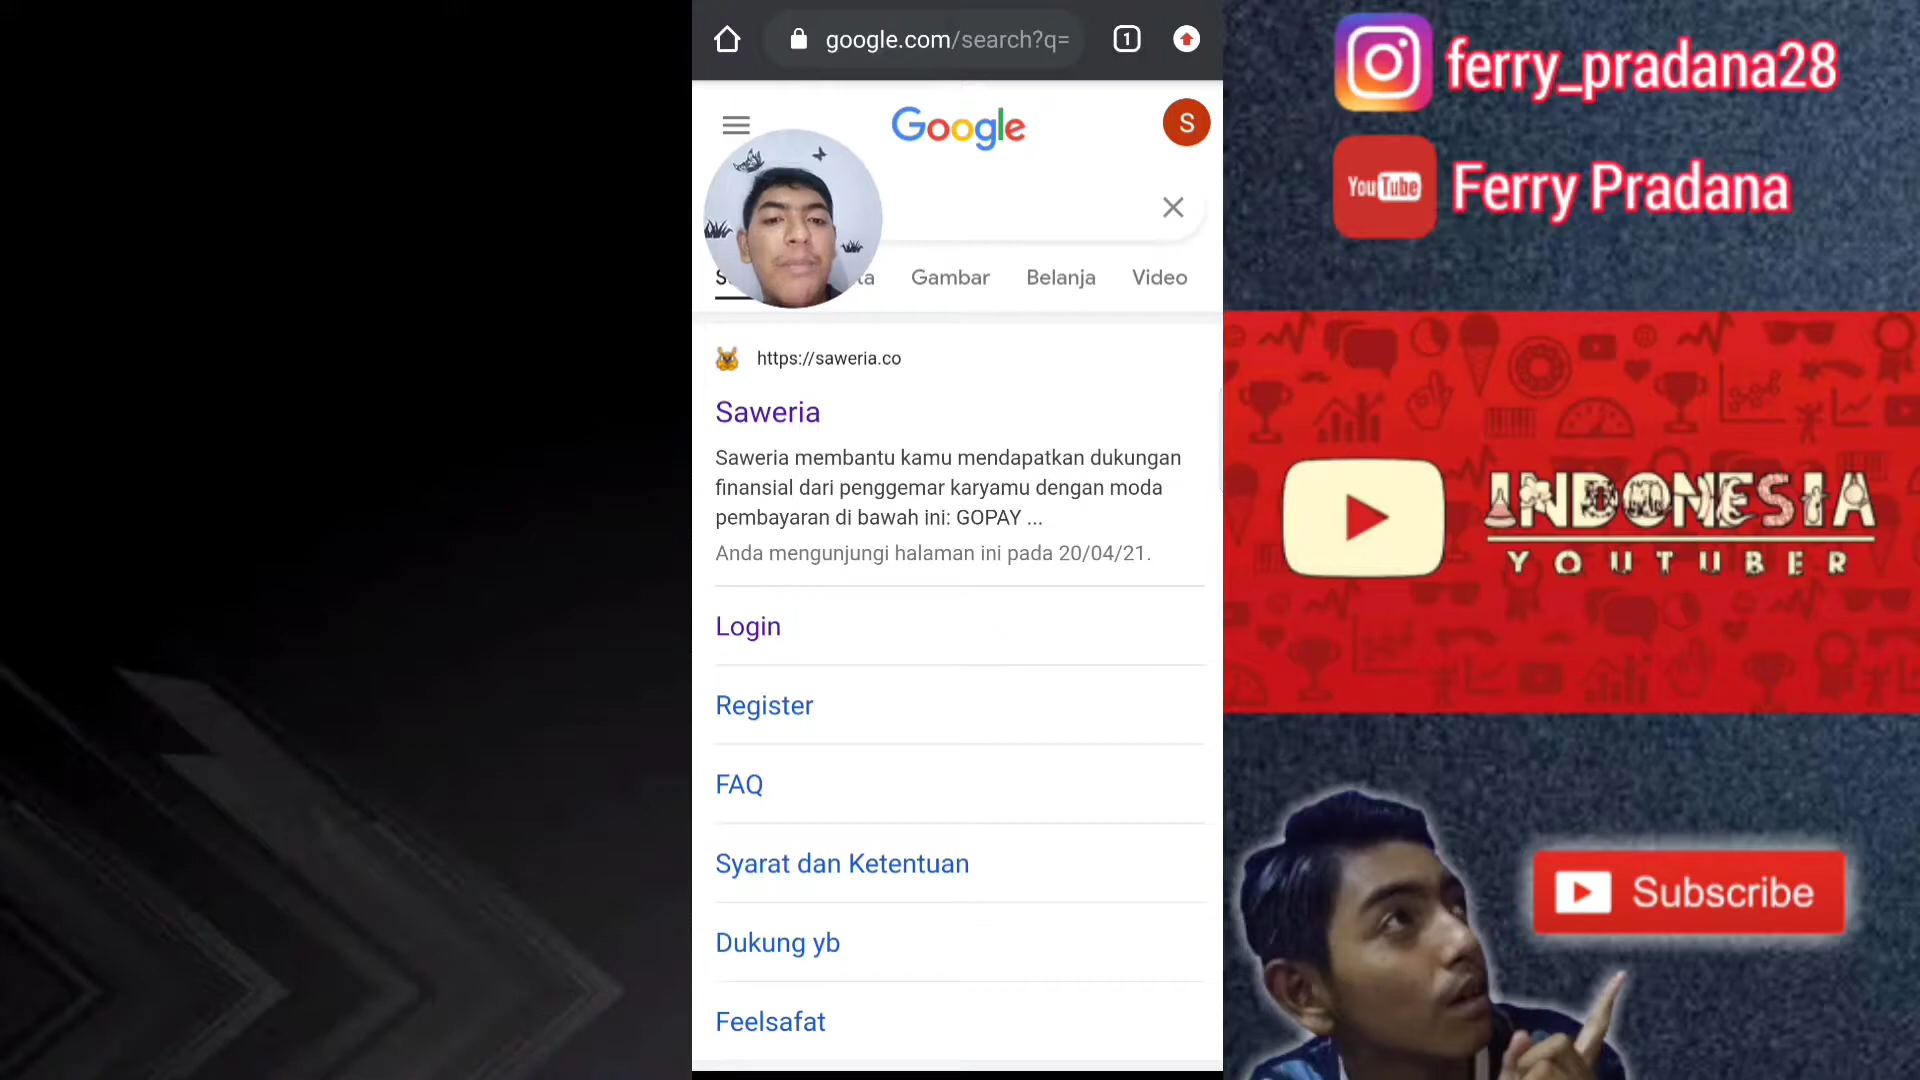 google.com/search?q=
1
Google
S
Gambar
Belanja
Video
https://saweria.co
Saweria
Saweria membantu kamu mendapatkan dukungan
finansial dari penggemar karyamu dengan moda
pembayaran di bawah ini: GOPAY ...
Anda mengunjungi halaman ini pada 20/04/21.
Login
Register
FAQ
Syarat dan Ketentuan
Dukung yb
Feelsafat
ferry_pradana28
YouTube
Ferry Pradana
INDONESIA
YOUTUBER
Subscribe